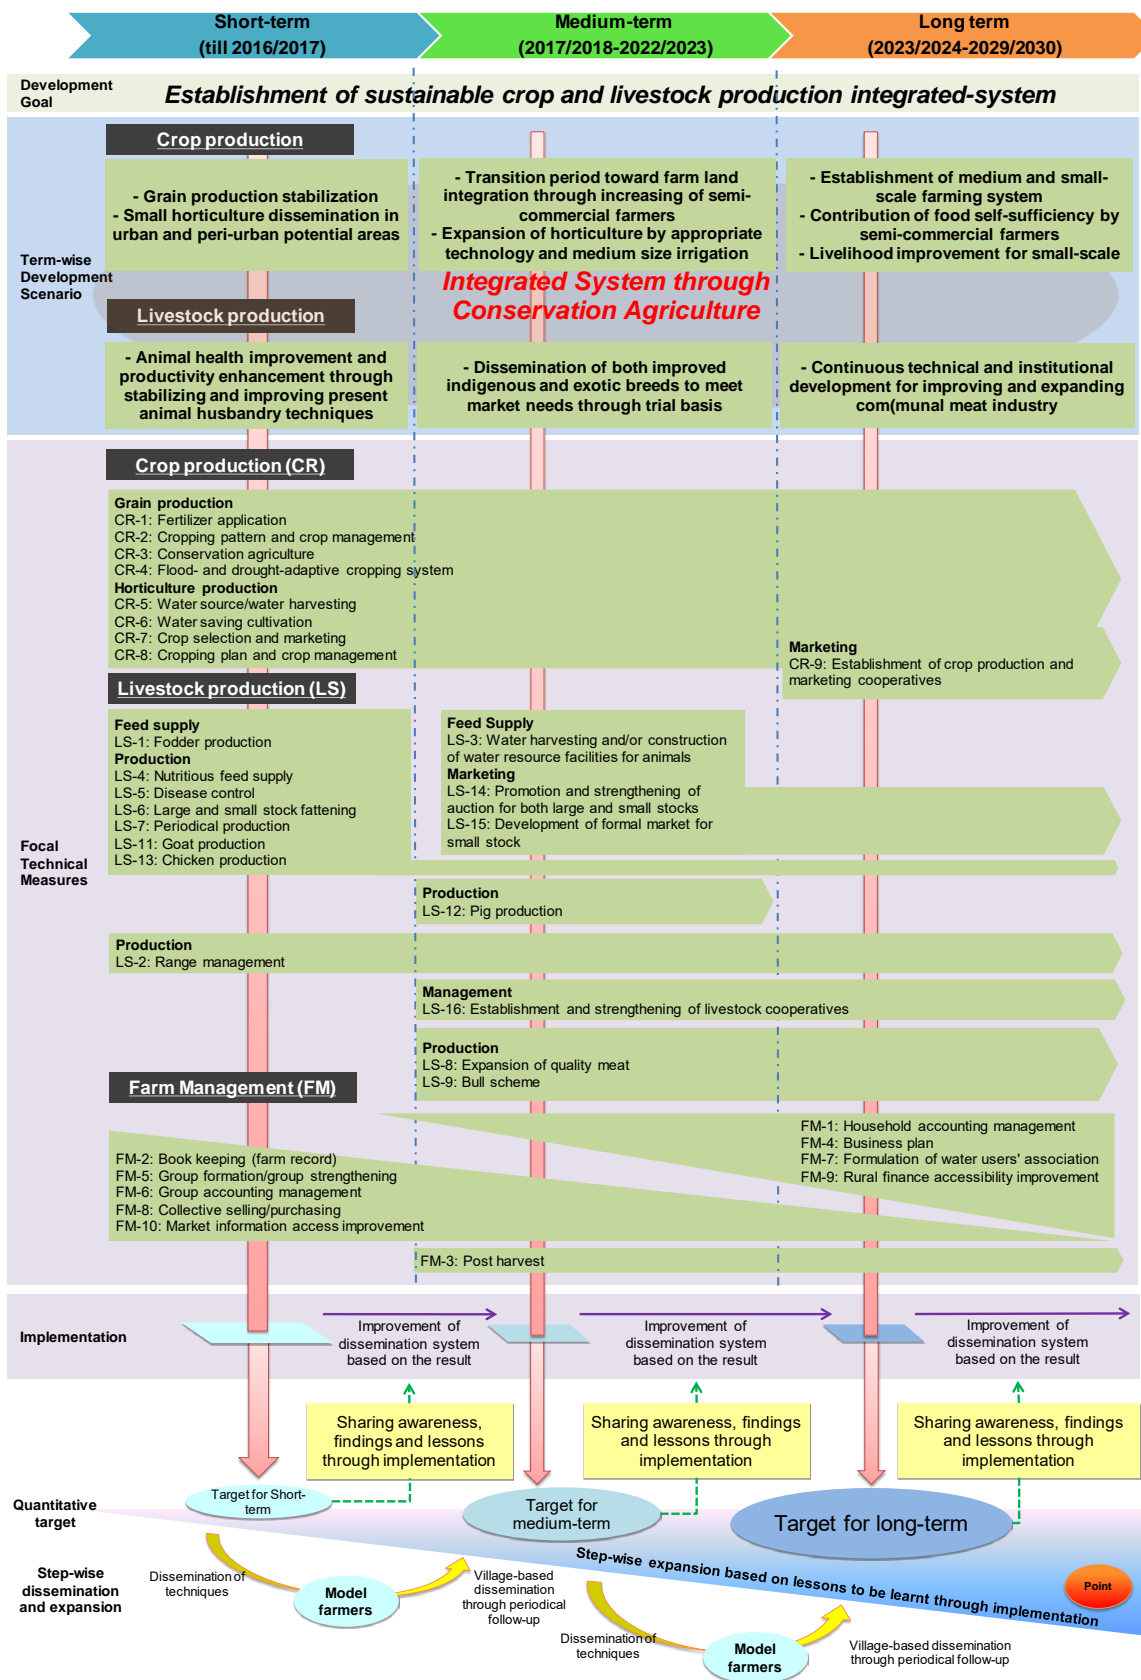 Short-term
(till 2016/2017)
Medium-term
(2017/2018-2022/2023)
Long term
(2023/2024-2029/2030)
Development
Goal
Establishment of sustainable crop and livestock production integrated-system
Term-wise
Development
Scenario
Crop production
- Grain production stabilization
- Small horticulture dissemination in
urban and peri-urban potential areas
- Transition period toward farm land
integration through increasing of semi-
commercial farmers
- Expansion of horticulture by appropriate
technology and medium size irrigation
- Establishment of medium and small-
scale farming system
- Contribution of food self-sufficiency by
semi-commercial farmers
- Livelihood improvement for small-scale
Integrated System through
Conservation Agriculture
Livestock production
- Animal health improvement and
productivity enhancement through
stabilizing and improving present
animal husbandry techniques
- Dissemination of both improved
indigenous and exotic breeds to meet
market needs through trial basis
- Continuous technical and institutional
development for improving and expanding
com(munal meat industry
Focal
Technical
Measures
Crop production (CR)
Grain production
CR-1: Fertilizer application
CR-2: Cropping pattern and crop management
CR-3: Conservation agriculture
CR-4: Flood- and drought-adaptive cropping system
Horticulture production
CR-5: Water source/water harvesting
CR-6: Water saving cultivation
CR-7: Crop selection and marketing
CR-8: Cropping plan and crop management
Marketing
CR-9: Establishment of crop production and
marketing cooperatives
Livestock production (LS)
Feed supply
LS-1: Fodder production
Production
LS-4: Nutritious feed supply
LS-5: Disease control
LS-6: Large and small stock fattening
LS-7: Periodical production
LS-11: Goat production
LS-13: Chicken production
Feed Supply
LS-3: Water harvesting and/or construction
of water resource facilities for animals
Marketing
LS-14: Promotion and strengthening of
auction for both large and small stocks
LS-15: Development of formal market for
small stock
Production
LS-12: Pig production
Production
LS-2: Range management
Management
LS-16: Establishment and strengthening of livestock cooperatives
Production
LS-8: Expansion of quality meat
LS-9: Bull scheme
Farm Management (FM)
FM-1: Household accounting management
FM-4: Business plan
FM-7: Formulation of water users' association
FM-9: Rural finance accessibility improvement
FM-2: Book keeping (farm record)
FM-5: Group formation/group strengthening
FM-6: Group accounting management
FM-8: Collective selling/purchasing
FM-10: Market information access improvement
FM-3: Post harvest
Implementation
Improvement of
dissemination system
based on the result
Improvement of
dissemination system
based on the result
Improvement of
dissemination system
based on the result
Sharing awareness,
findings and lessons
through implementation
Sharing awareness, findings
and lessons through
implementation
Sharing awareness, findings
and lessons through
implementation
Quantitative
target
Target for Short-
term
Target for
medium-term
Target for long-term
Step-wise
dissemination
and expansion
Step-wise expansion based on lessons to be learnt through implementation
Point
Dissemination of
techniques
Model
farmers
Village-based
dissemination
through periodical
follow-up
Dissemination of
techniques
Model
farmers
Village-based dissemination
through periodical follow-up